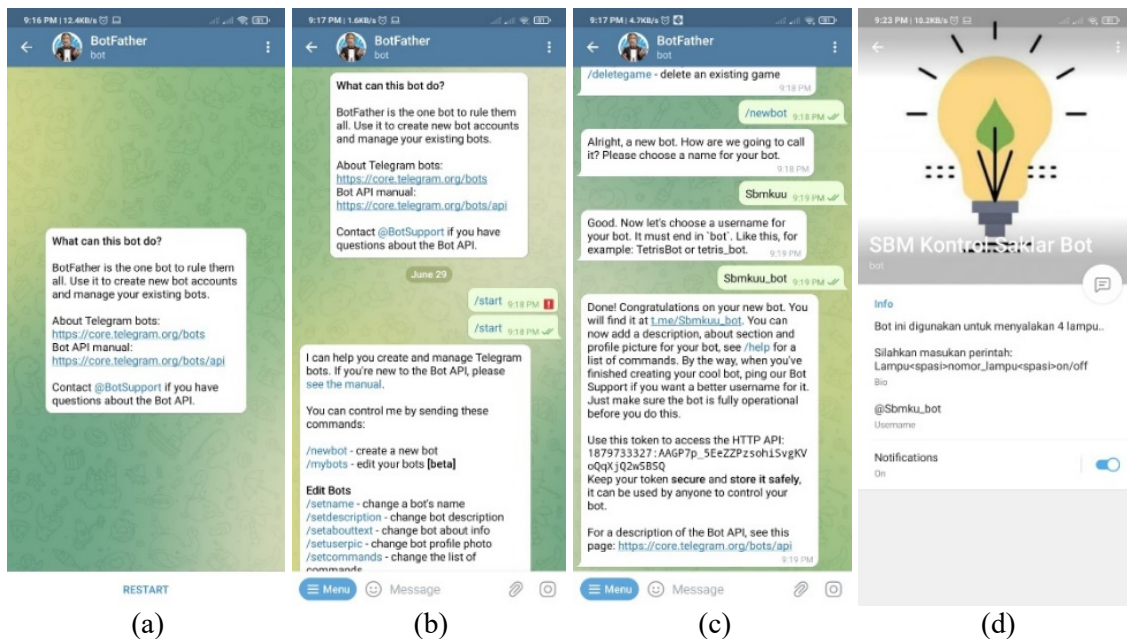 9:16 PM | 12.4KB/s
BotFather
bot
What can this bot do?
BotFather is the one bot to rule them
all. Use it to create new bot accounts
and manage your existing bots.
About Telegram bots:
https://core.telegram.org/bots
Bot API manual:
https://core.telegram.org/bots/api
Contact @BotSupport if you have
questions about the Bot API.
RESTART
(a)
9:17 PM | 1.6KB/s
BotFather
bot
What can this bot do?
BotFather is the one bot to rule them
all. Use it to create new bot accounts
and manage your existing bots.
About Telegram bots:
https://core.telegram.org/bots
Bot API manual:
https://core.telegram.org/bots/api
Contact @BotSupport if you have
questions about the Bot API.
June 29
/start 9:18 PM
/start 9:18 PM
I can help you create and manage Telegram
bots. If you're new to the Bot API, please
see the manual.
You can control me by sending these
commands:
/newbot - create a new bot
/mybots - edit your bots [beta]
Edit Bots
/setname - change a bot's name
/setdescription - change bot description
/setabouttext - change bot about info
/setuserpic - change bot profile photo
/setcommands - change the list of
commands
Menu Message
(b)
9:17 PM | 4.7KB/s
BotFather
bot
/deletegame - delete an existing game
9:18 PM
/newbot 9:18 PM
Alright, a new bot. How are we going to call
it? Please choose a name for your bot.
9:18 PM
Sbmkuu 9:19 PM
Good. Now let's choose a username for
your bot. It must end in `bot`. Like this, for
example: TetrisBot or tetris_bot.
9:19 PM
Sbmkuu_bot 9:19 PM
Done! Congratulations on your new bot. You
will find it at t.me/Sbmkuu_bot. You can
now add a description, about section and
profile picture for your bot, see /help for a
list of commands. By the way, when you've
finished creating your cool bot, ping our Bot
Support if you want a better username for it.
Just make sure the bot is fully operational
before you do this.
Use this token to access the HTTP API:
1879733327:AAGP7p_5EeZZPzsohiSvgKV
oQqXjQ2wSBSQ
Keep your token secure and store it safely,
it can be used by anyone to control your
bot.
For a description of the Bot API, see this
page: https://core.telegram.org/bots/api
9:19 PM
Menu Message
(c)
9:23 PM | 10.2KB/s
SBM Kontrol Saklar Bot
bot
Info
Bot ini digunakan untuk menyalakan 4 lampu..
Silahkan masukan perintah:
Lampu<spasi>nomor_lampu<spasi>on/off
Bio
@Sbmku_bot
Username
Notifications
On
(d)